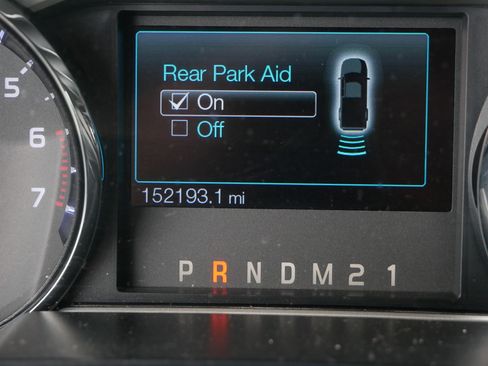 5
6
7
Rear Park Aid
On
Off
152193.1 mi
P R N D M 2 1